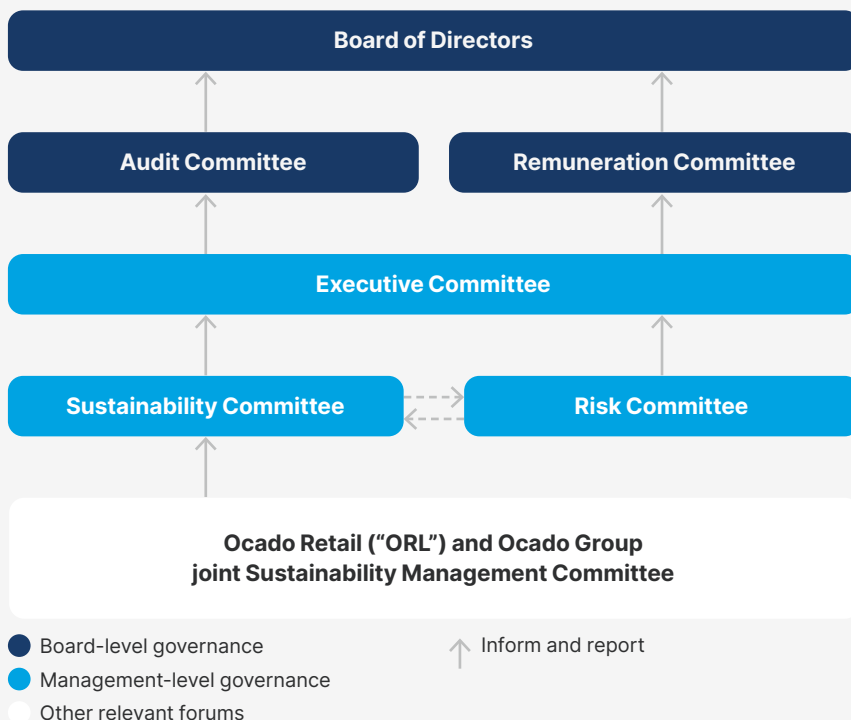 Board of Directors
Audit Committee
Remuneration Committee
Executive Committee
Sustainability Committee
Risk Committee
Ocado Retail (“ORL”) and Ocado Group
joint Sustainability Management Committee
Board-level governance
Inform and report
Management-level governance
Other relevant forums